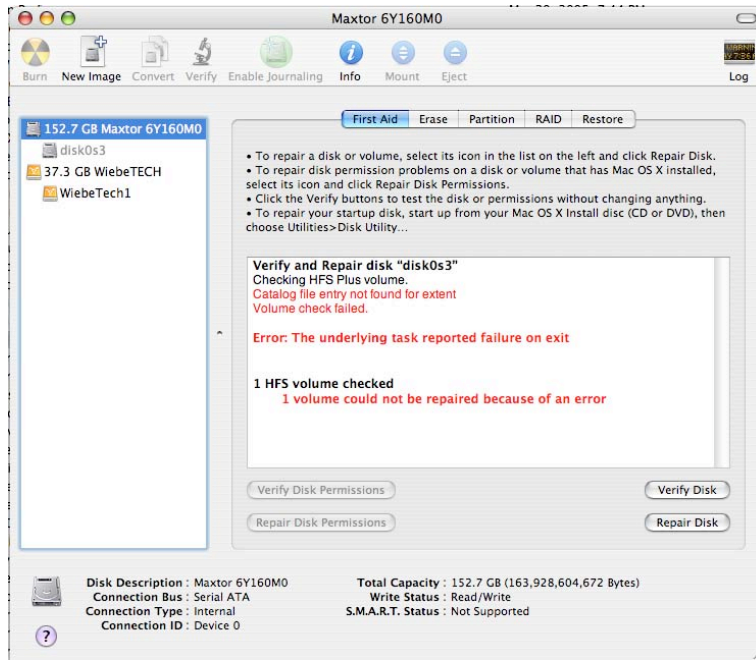 Maxtor 6Y160M0
Burn New Image Convert Verify Enable Journaling Info Mount Eject Log
152.7 GB Maxtor 6Y160M0
disk0s3
37.3 GB WiebeTECH
WiebeTech1
First Aid Erase Partition RAID Restore
• To repair a disk or volume, select its icon in the list on the left and click Repair Disk.
• To repair disk permission problems on a disk or volume that has Mac OS X installed,
select its icon and click Repair Disk Permissions.
• Click the Verify buttons to test the disk or permissions without changing anything.
• To repair your startup disk, start up from your Mac OS X Install disc (CD or DVD), then
choose Utilities>Disk Utility...
Verify and Repair disk "disk0s3"
Checking HFS Plus volume.
Catalog file entry not found for extent
Volume check failed.
Error: The underlying task reported failure on exit
1 HFS volume checked
1 volume could not be repaired because of an error
Verify Disk Permissions Verify Disk
Repair Disk Permissions Repair Disk
Disk Description : Maxtor 6Y160M0 Total Capacity : 152.7 GB (163,928,604,672 Bytes)
Connection Bus : Serial ATA Write Status : Read/Write
Connection Type : Internal S.M.A.R.T. Status : Not Supported
Connection ID : Device 0
?